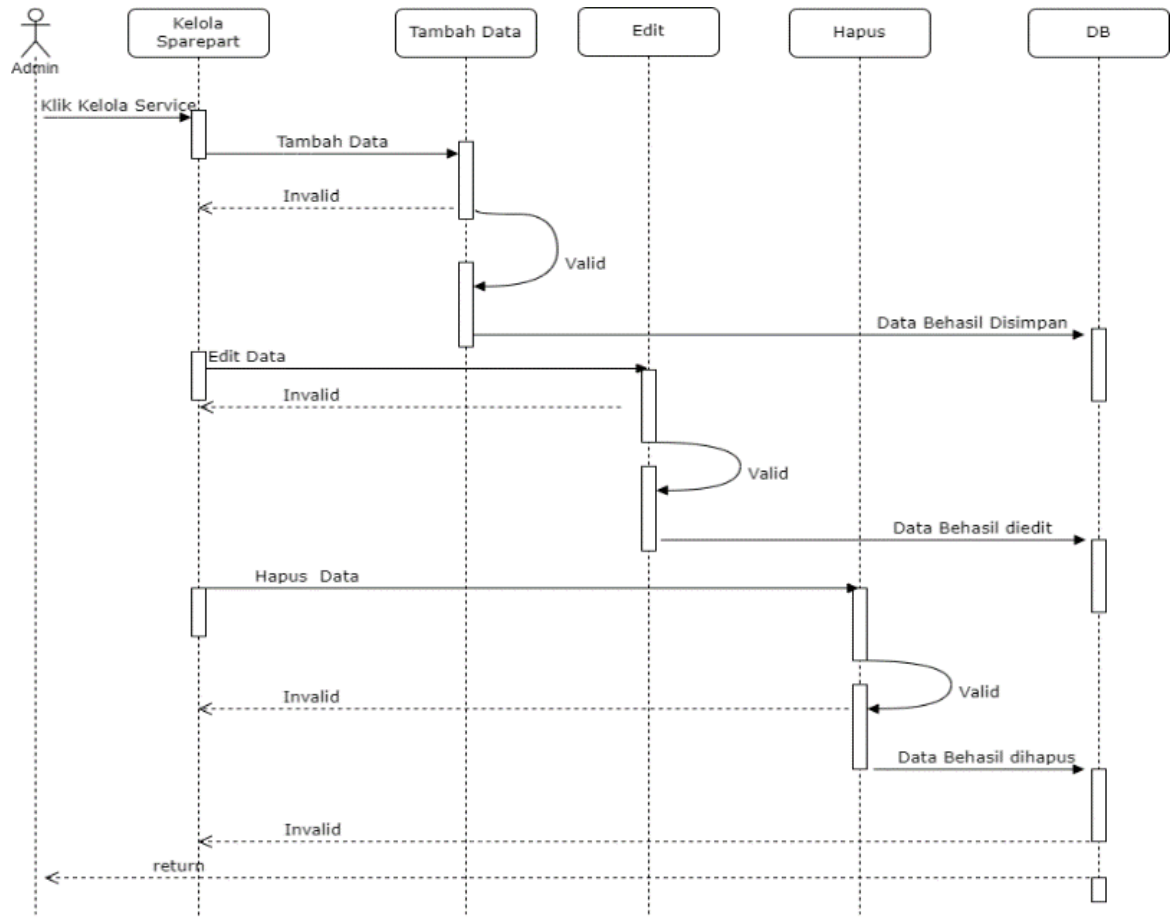 Kelola
Sparepart
Tambah Data
Edit
Hapus
DB
Admin
Klik Kelola Service
Tambah Data
Invalid
Valid
Data Behasil Disimpan
Edit Data
Invalid
Valid
Data Behasil diedit
Hapus Data
Invalid
Valid
Data Behasil dihapus
Invalid
return